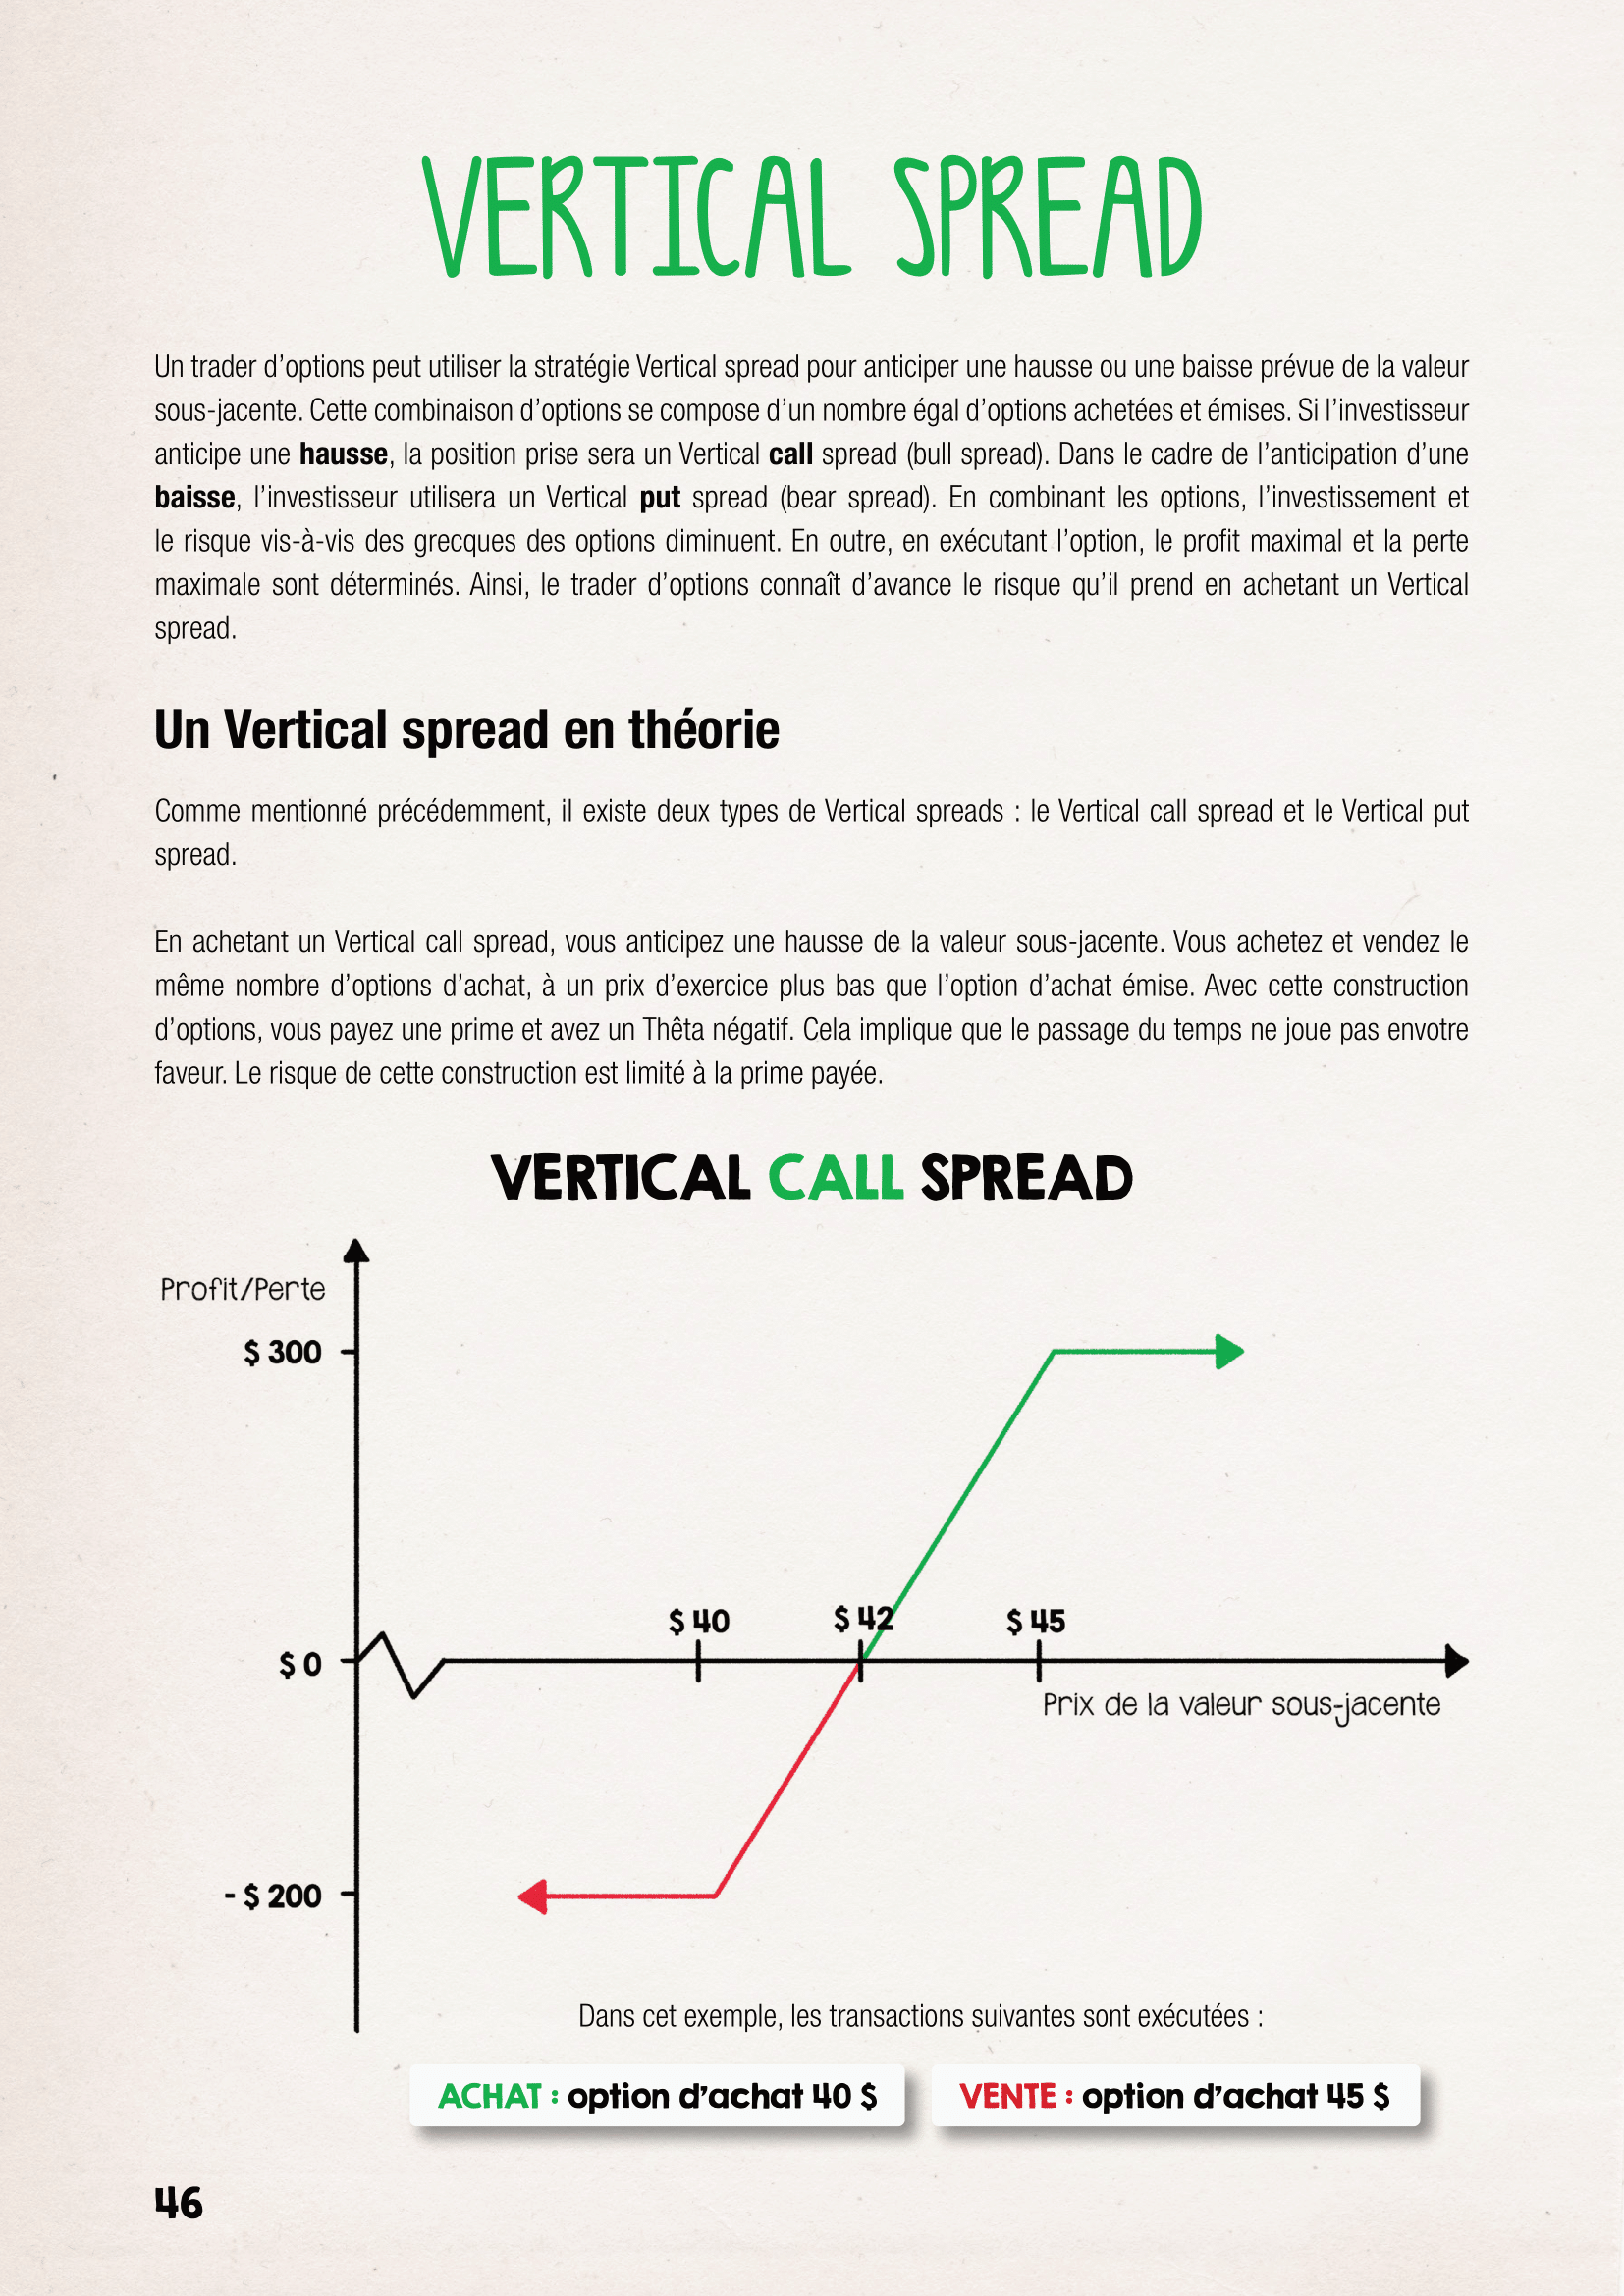 VERTICAL SPREAD
Un trader d’options peut utiliser la stratégie Vertical spread pour anticiper une hausse ou une baisse prévue de la valeur
sous-jacente. Cette combinaison d’options se compose d’un nombre égal d’options achetées et émises. Si l’investisseur
anticipe une hausse, la position prise sera un Vertical call spread (bull spread). Dans le cadre de l’anticipation d’une
baisse, l’investisseur utilisera un Vertical put spread (bear spread). En combinant les options, l’investissement et
le risque vis-à-vis des grecques des options diminuent. En outre, en exécutant l’option, le profit maximal et la perte
maximale sont déterminés. Ainsi, le trader d’options connaît d’avance le risque qu’il prend en achetant un Vertical
spread.
Un Vertical spread en théorie
Comme mentionné précédemment, il existe deux types de Vertical spreads : le Vertical call spread et le Vertical put
spread.
En achetant un Vertical call spread, vous anticipez une hausse de la valeur sous-jacente. Vous achetez et vendez le
même nombre d’options d’achat, à un prix d’exercice plus bas que l’option d’achat émise. Avec cette construction
d’options, vous payez une prime et avez un Thêta négatif. Cela implique que le passage du temps ne joue pas envotre
faveur. Le risque de cette construction est limité à la prime payée.
VERTICAL CALL SPREAD
Profit/Perte
$ 300
$ 40 $ 42 $ 45
$ 0
Prix de la valeur sous-jacente
- $ 200
Dans cet exemple, les transactions suivantes sont exécutées :
ACHAT : option d’achat 40 $ VENTE : option d’achat 45 $
46